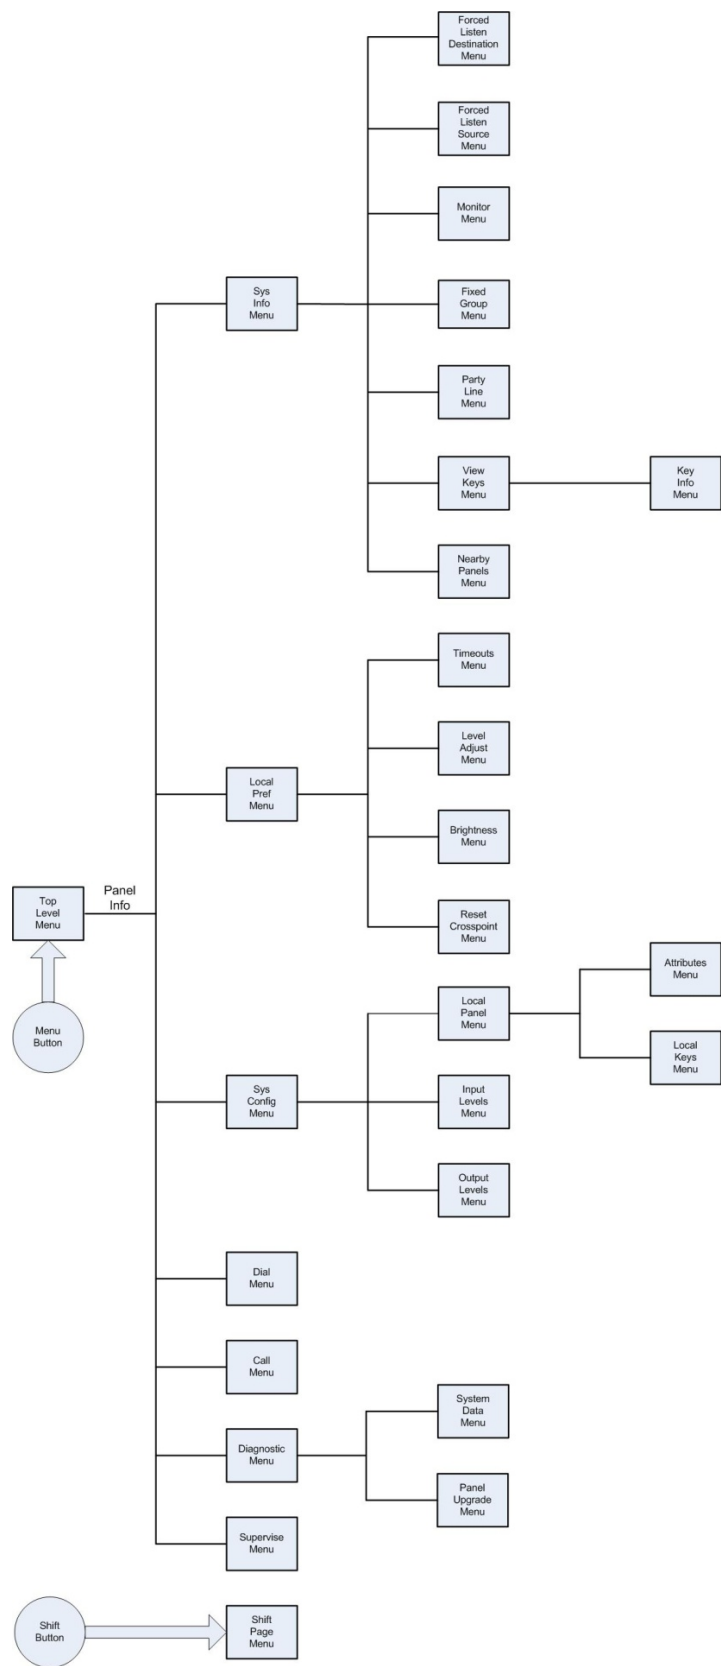 Forced
Listen
Destination
Menu
Forced
Listen
Source
Menu
Monitor
Menu
Sys
Info
Menu
Fixed
Group
Menu
Party
Line
Menu
View
Keys
Menu
Key
Info
Menu
Nearby
Panels
Menu
Timeouts
Menu
Level
Adjust
Menu
Local
Pref
Menu
Brightness
Menu
Top
Level
Menu
Panel
Info
Reset
Crosspoint
Menu
Attributes
Menu
Menu
Button
Local
Panel
Menu
Local
Keys
Menu
Sys
Config
Menu
Input
Levels
Menu
Output
Levels
Menu
Dial
Menu
Call
Menu
System
Data
Menu
Diagnostic
Menu
Panel
Upgrade
Menu
Supervise
Menu
Shift
Button
Shift
Page
Menu